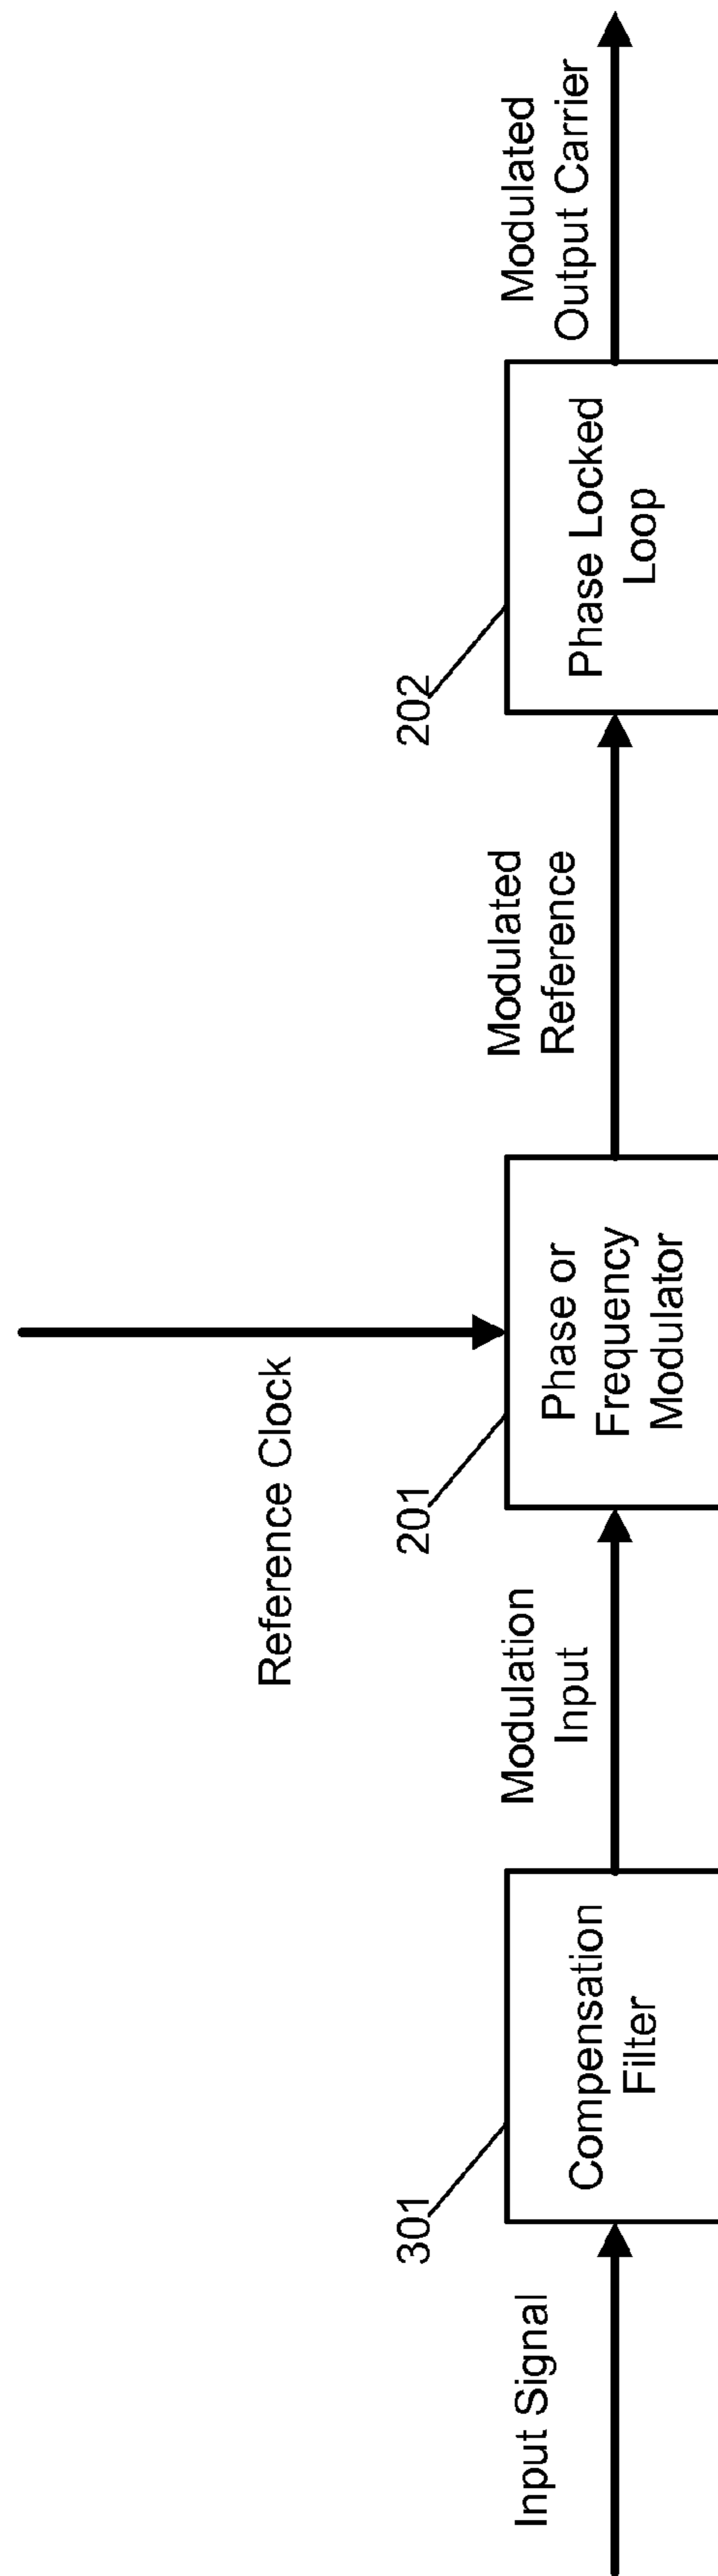 Reference Clock
Input Signal
301
Compensation
Filter
Modulation
Input
201
Phase or
Frequency
Modulator
Modulated
Reference
202
Phase Locked
Loop
Modulated
Output Carrier